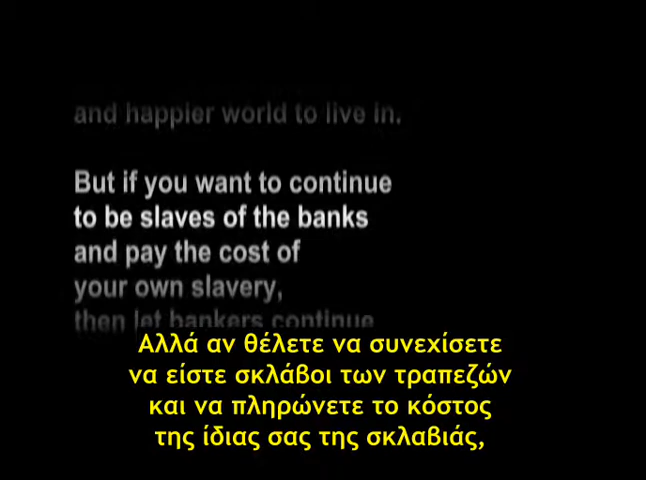 and happier world to live in.
But if you want to continue
to be slaves of the banks
and pay the cost of
your own slavery,
then let bankers continue
Αλλά αν θέλετε να συνεχίσετε
να είστε σκλάβοι των τραπεζών
και να πληρώνετε το κόστος
της ίδιας σας της σκλαβιάς,